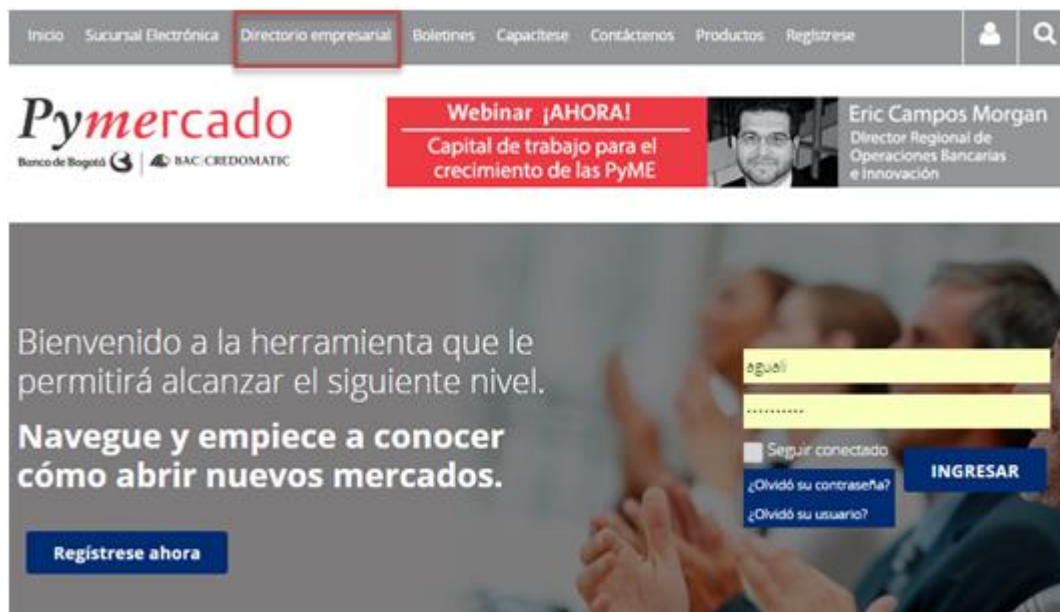 Inicio Sucursal Electrónica Directorio empresarial Boletines Capacítese Contáctenos Productos Regístrese
Pymercado
Banco de Bogotá BAC CREDOMATIC
Webinar ¡AHORA!
Capital de trabajo para el
crecimiento de las PyME
Eric Campos Morgan
Director Regional de
Operaciones Bancarias
e Innovación
Bienvenido a la herramienta que le
permitirá alcanzar el siguiente nivel.
Navegue y empiece a conocer
cómo abrir nuevos mercados.
Regístrese ahora
aguali
Seguir conectado
¿Olvidó su contraseña?
¿Olvidó su usuario?
INGRESAR